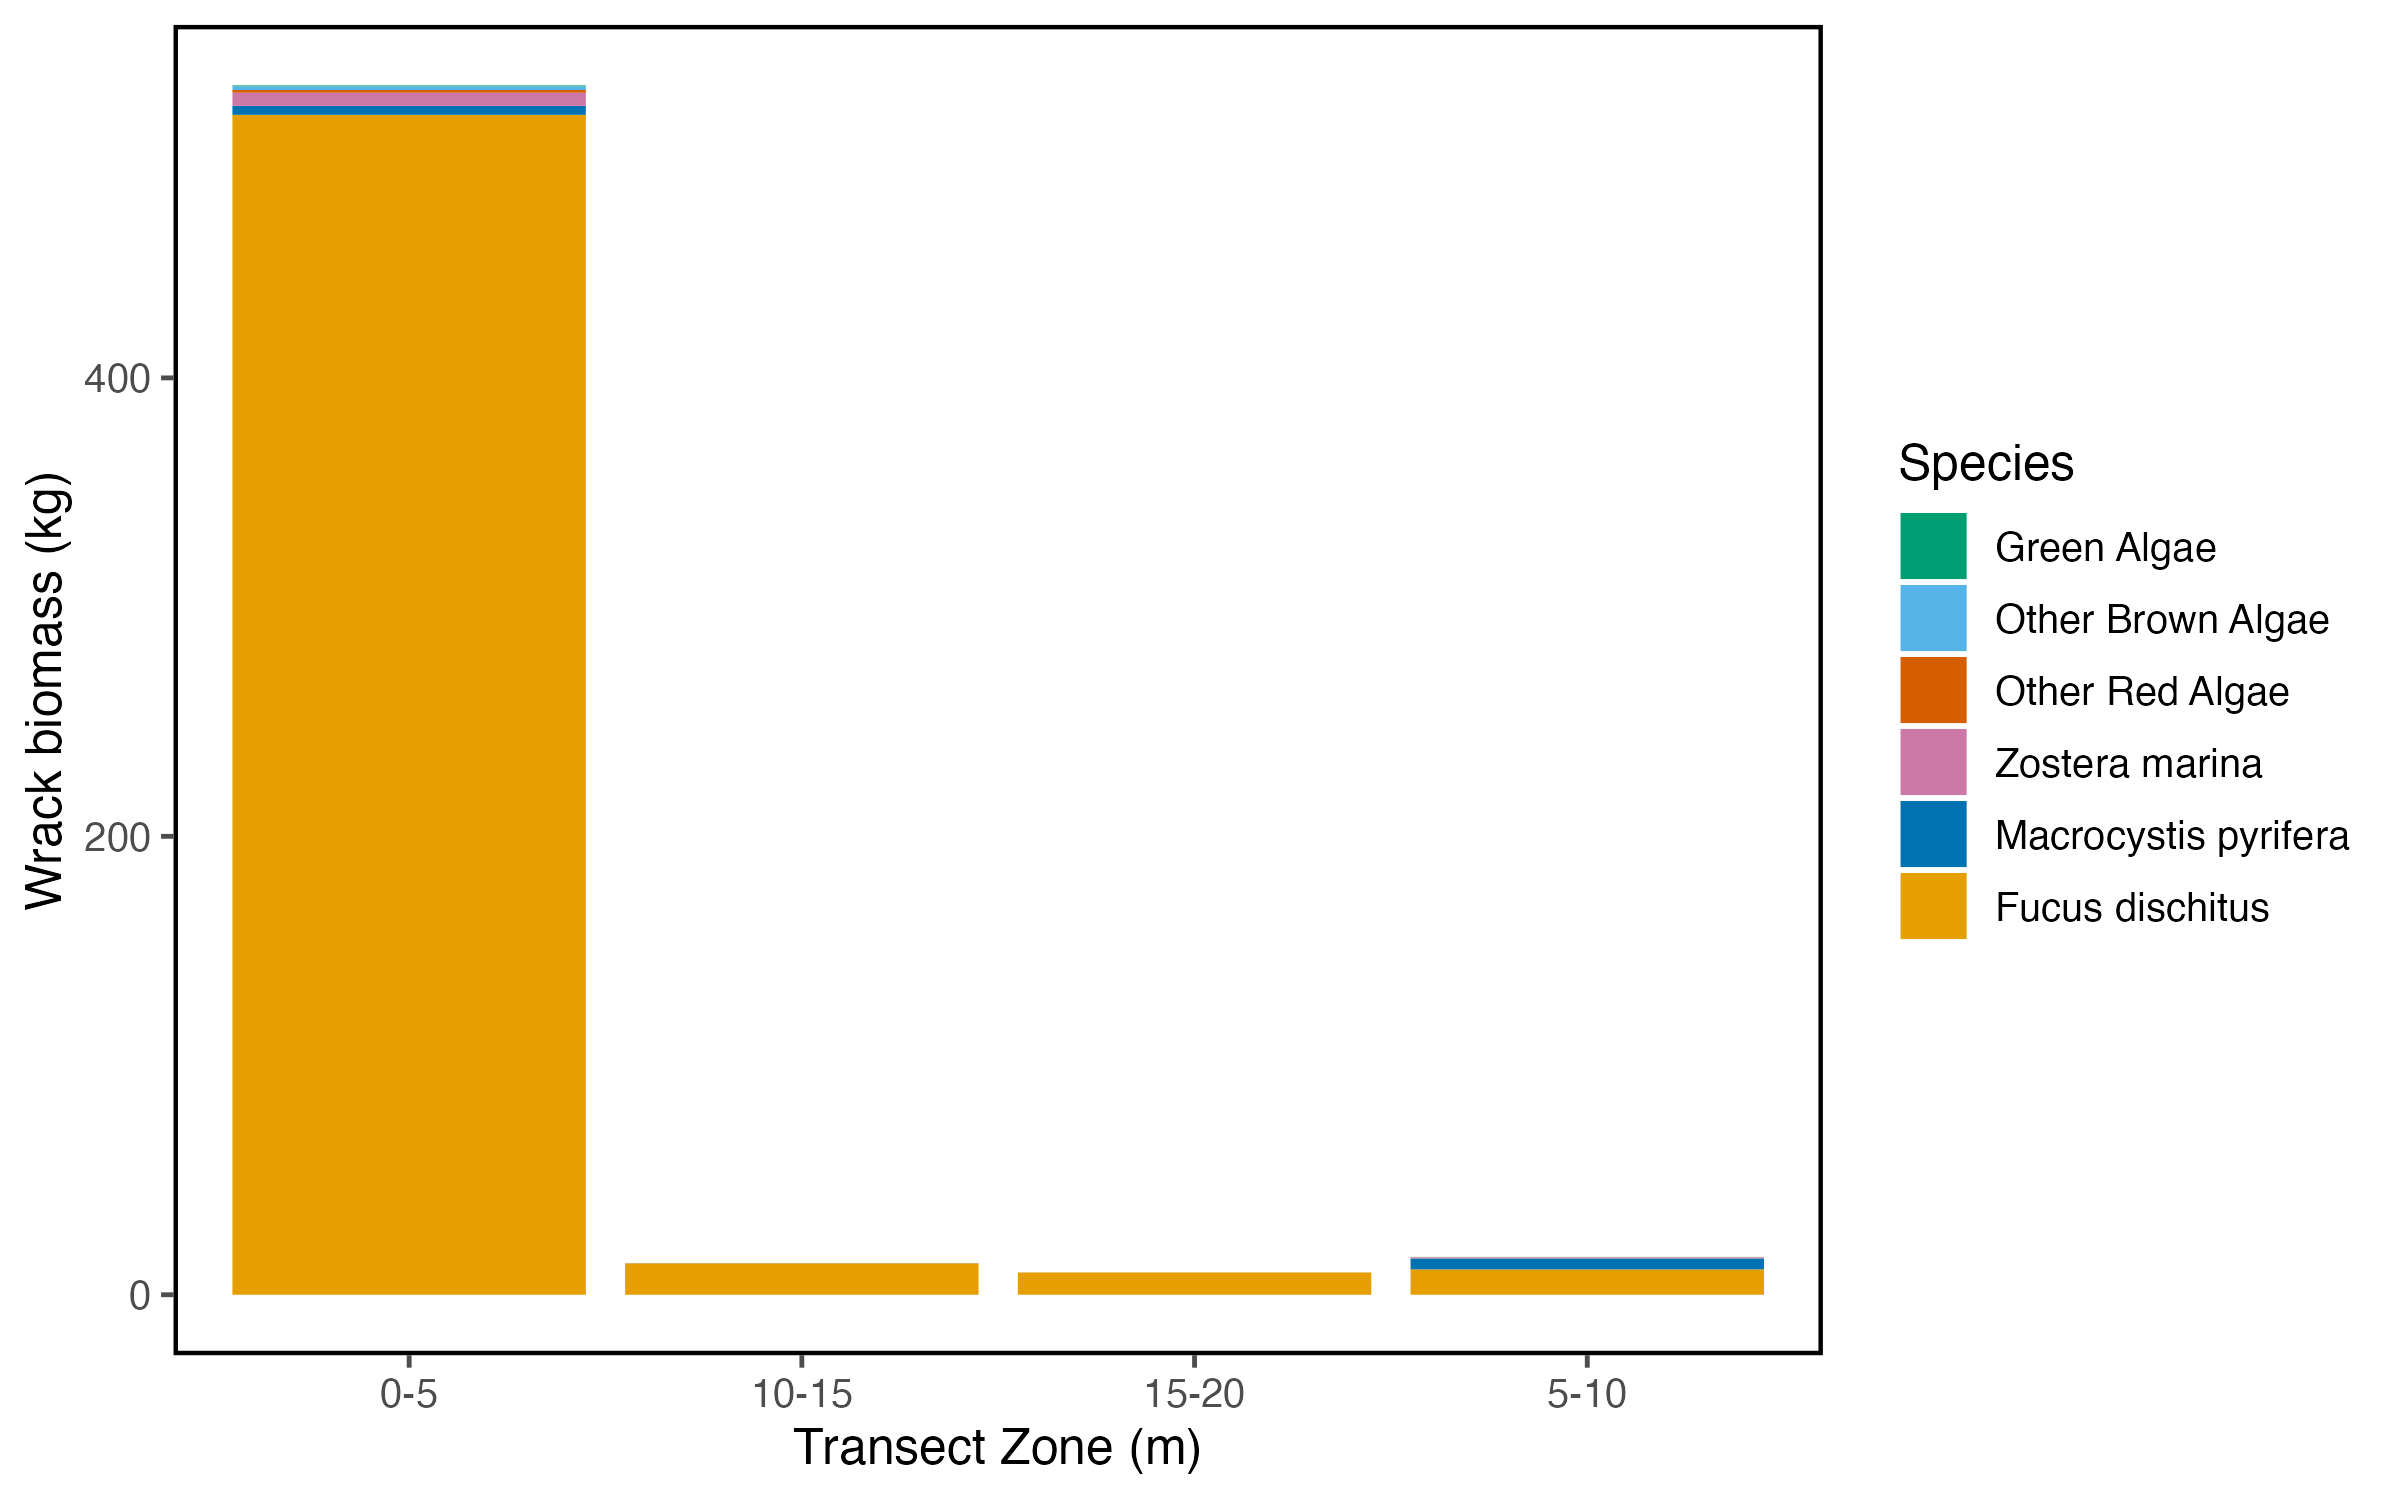 Wrack biomass (kg)
400
200
0
0-5
10-15
15-20
5-10
Transect Zone (m)
Species
Green Algae
Other Brown Algae
Other Red Algae
Zostera marina
Macrocystis pyrifera
Fucus dischitus